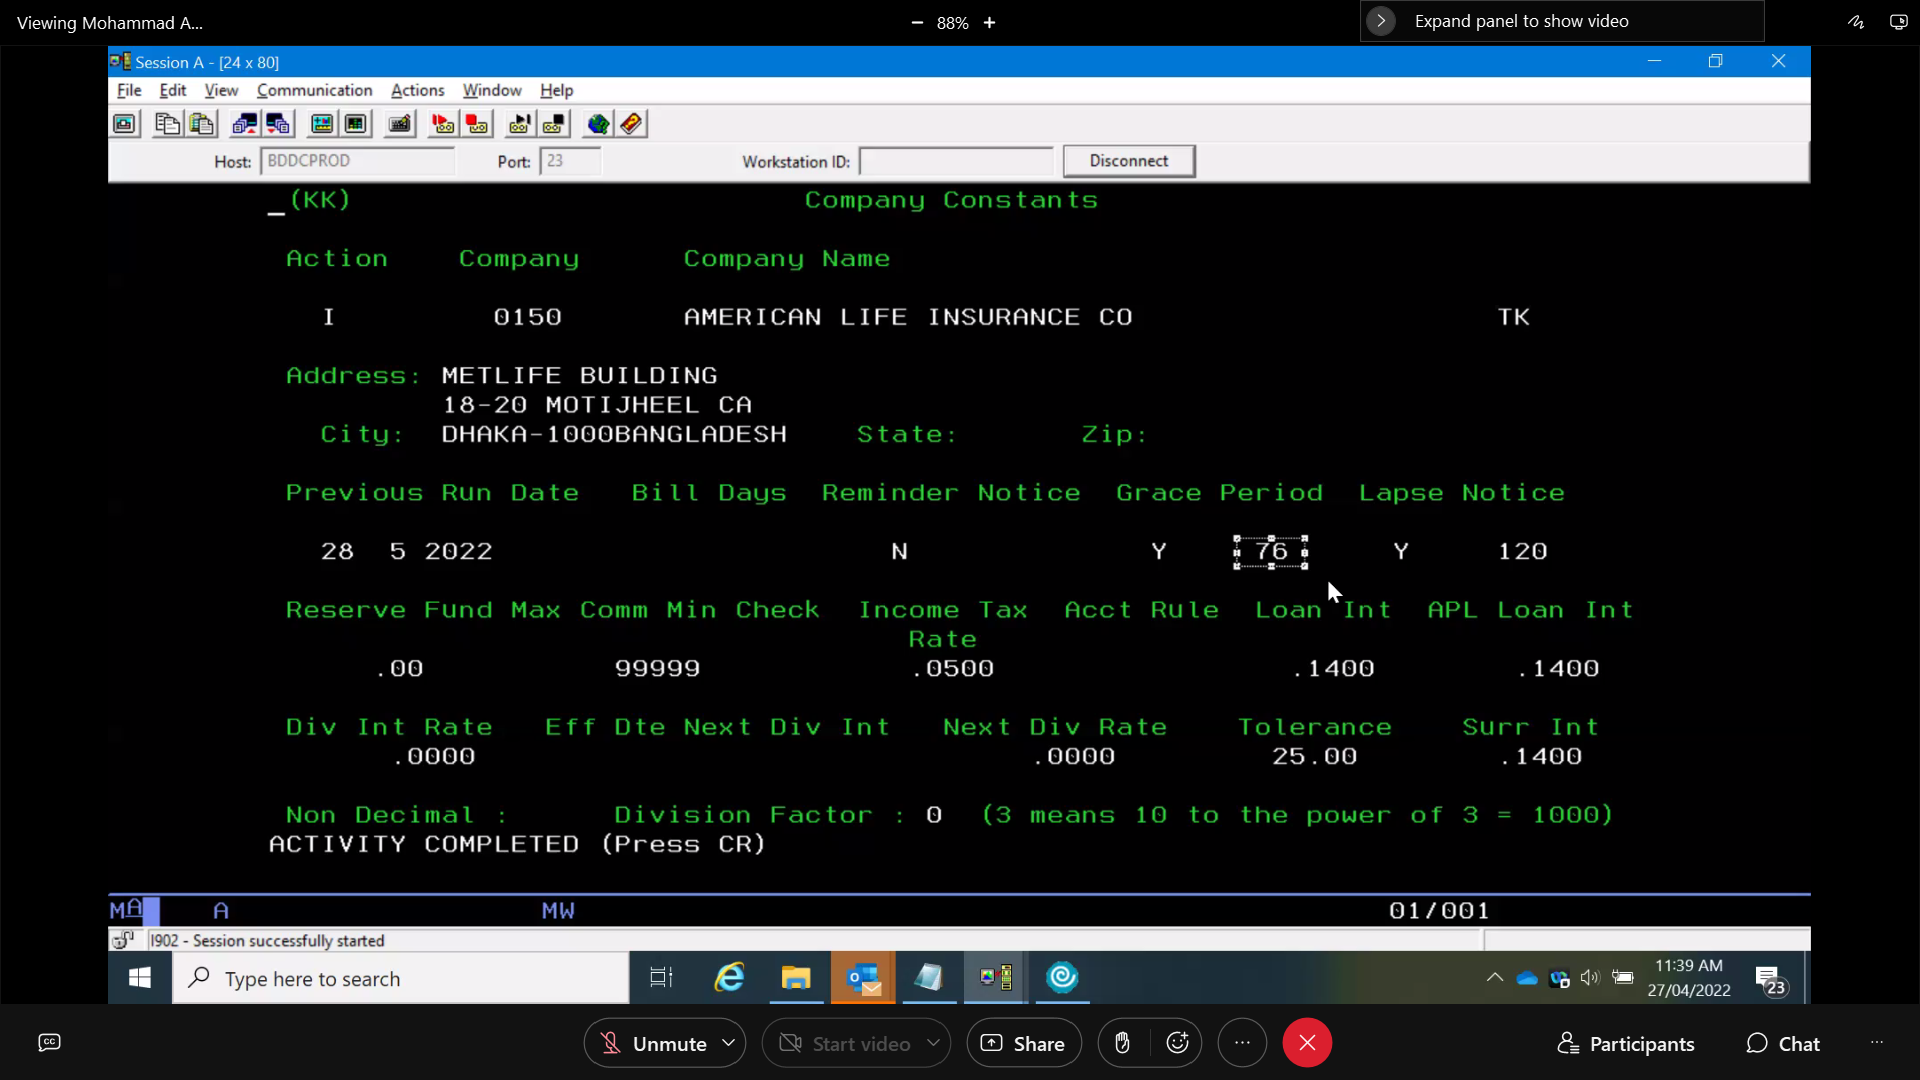 Viewing Mohammad A...
88%
Expand panel to show video
Session A - [24 x 80]
File Edit View Communication Actions Window Help
Host: BDDCPROD Port: 23 Workstation ID: Disconnect
_(KK) Company Constants
Action Company Company Name
I 0150 AMERICAN LIFE INSURANCE CO TK
Address: METLIFE BUILDING
18-20 MOTIJHEEL CA
City: DHAKA-1000BANGLADESH State: Zip:
Previous Run Date Bill Days Reminder Notice Grace Period Lapse Notice
28 5 2022 N Y 76 Y 120
Reserve Fund Max Comm Min Check Income Tax Acct Rule Loan Int APL Loan Int
Rate
.00 99999 .0500 .1400 .1400
Div Int Rate Eff Dte Next Div Int Next Div Rate Tolerance Surr Int
.0000 .0000 25.00 .1400
Non Decimal : Division Factor : 0 (3 means 10 to the power of 3 = 1000)
ACTIVITY COMPLETED (Press CR)
MA A MW 01/001
I902 - Session successfully started
Type here to search
11:39 AM
27/04/2022
23
CC Unmute Start video Share Participants Chat